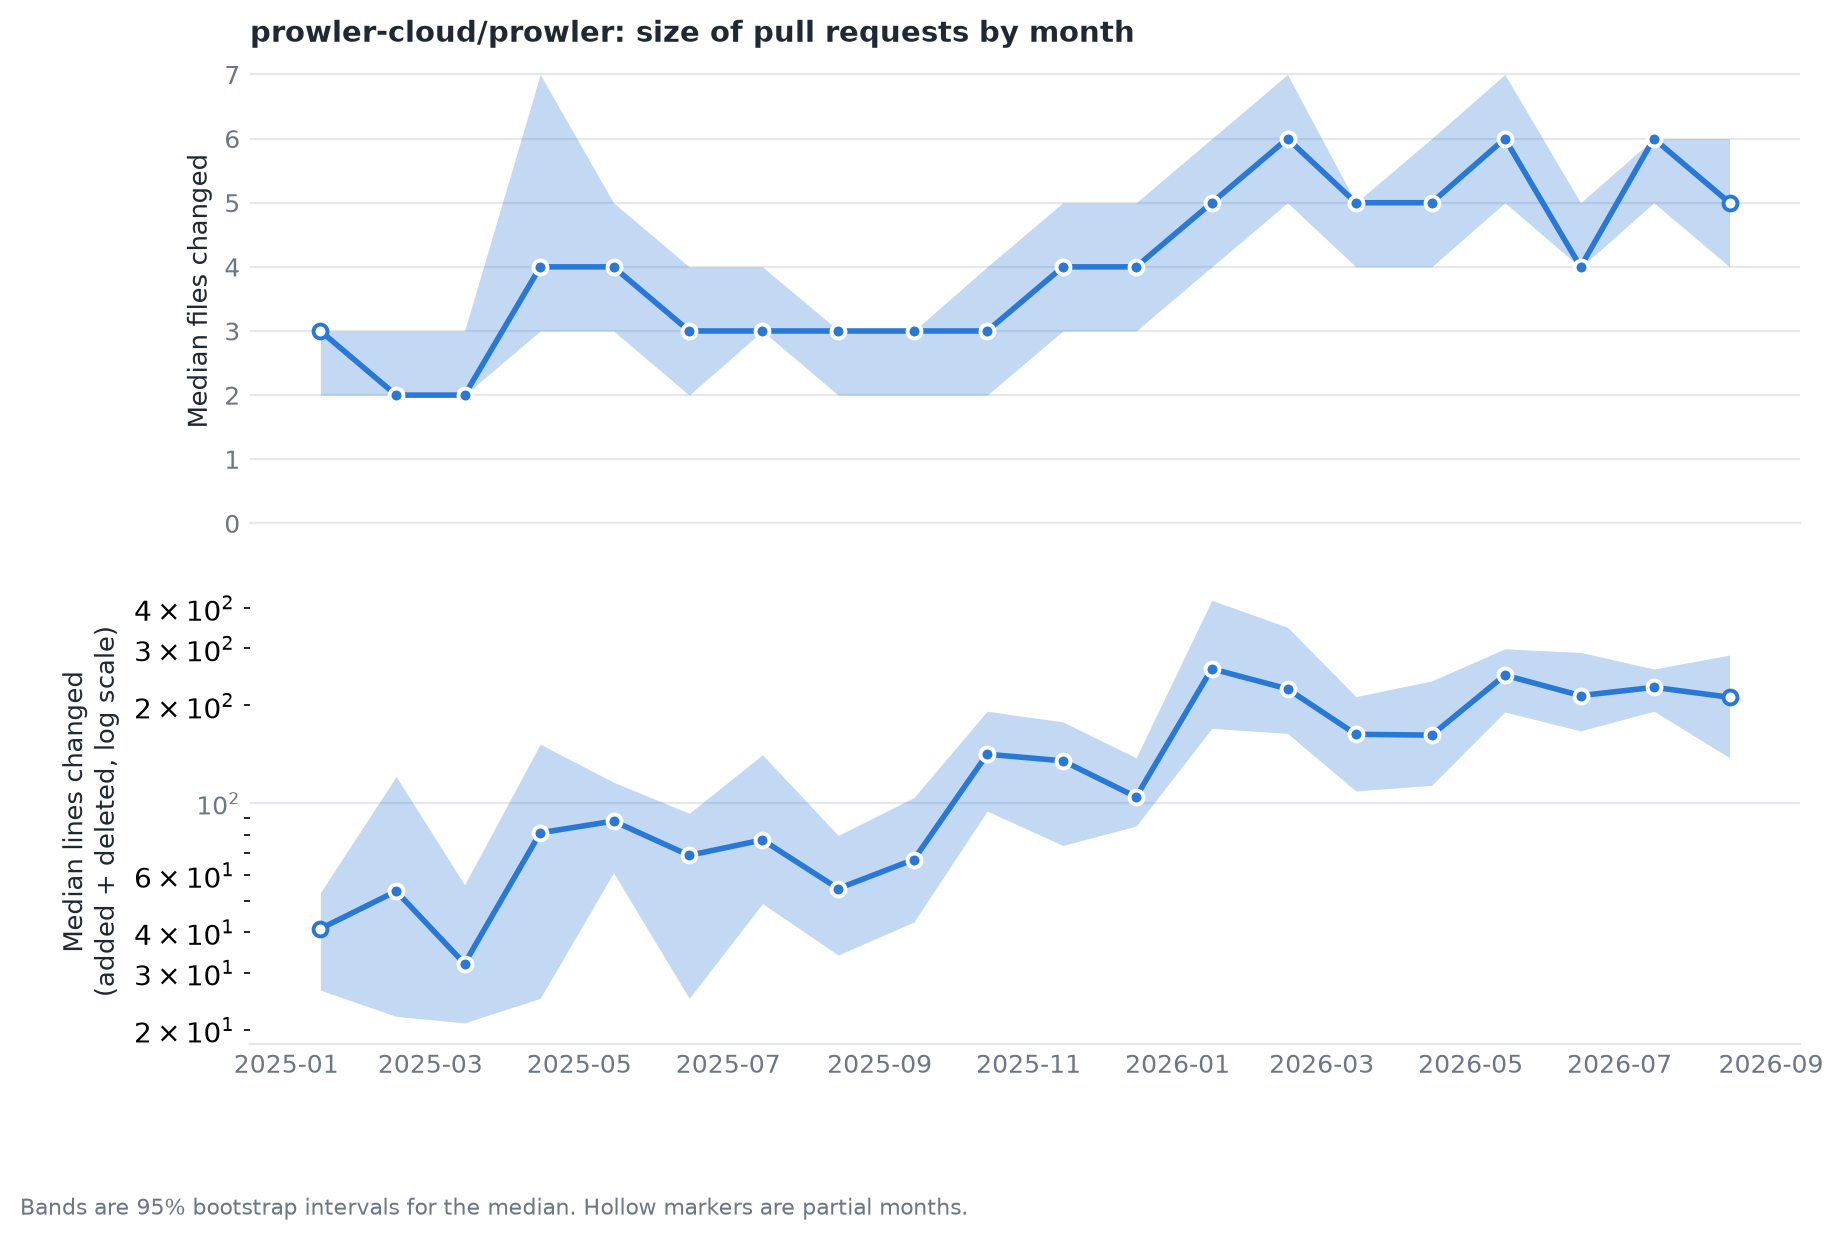 prowler-cloud/prowler: size of pull requests by month
7
6
5
4
3
2
1
0
Median files changed
4 × 10²
3 × 10²
2 × 10²
10²
6 × 10¹
4 × 10¹
3 × 10¹
2 × 10¹
Median lines changed
(added + deleted, log scale)
2025-01 2025-03 2025-05 2025-07 2025-09 2025-11 2026-01 2026-03 2026-05 2026-07 2026-09
Bands are 95% bootstrap intervals for the median. Hollow markers are partial months.